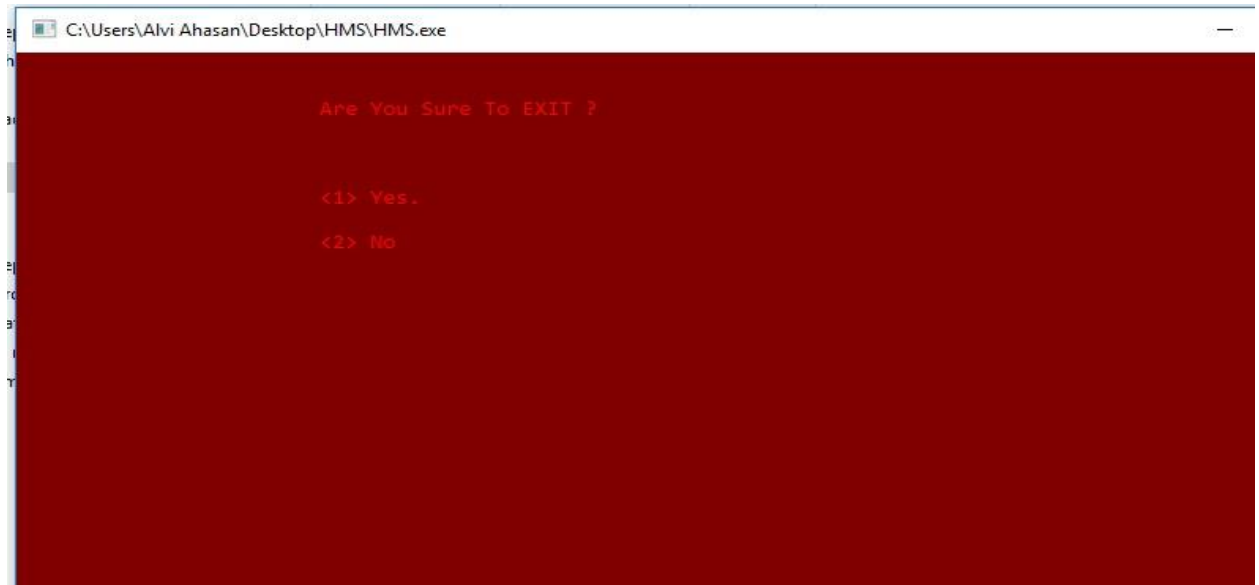 C:\Users\Alvi Ahasan\Desktop\HMS\HMS.exe
Are You Sure To EXIT ?
<1> Yes.
<2> No